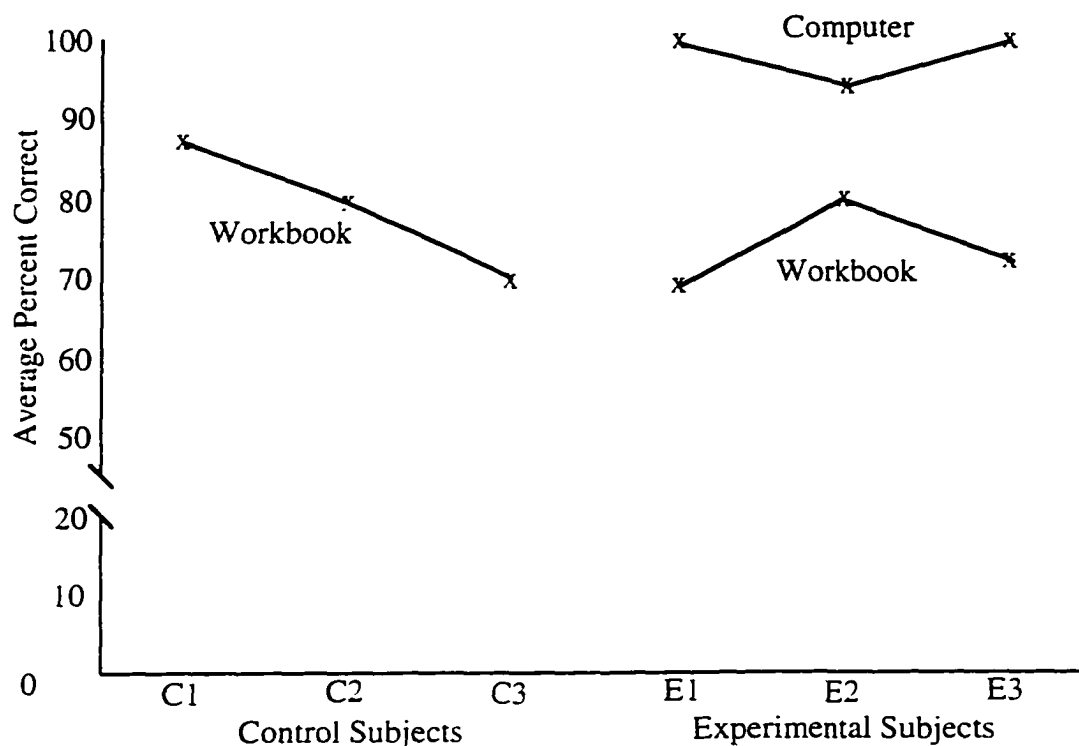 Computer
100
90
80
70
60
50
20
10
0
Average Percent Correct
Workbook
Workbook
C1 C2 C3 E1 E2 E3
Control Subjects Experimental Subjects